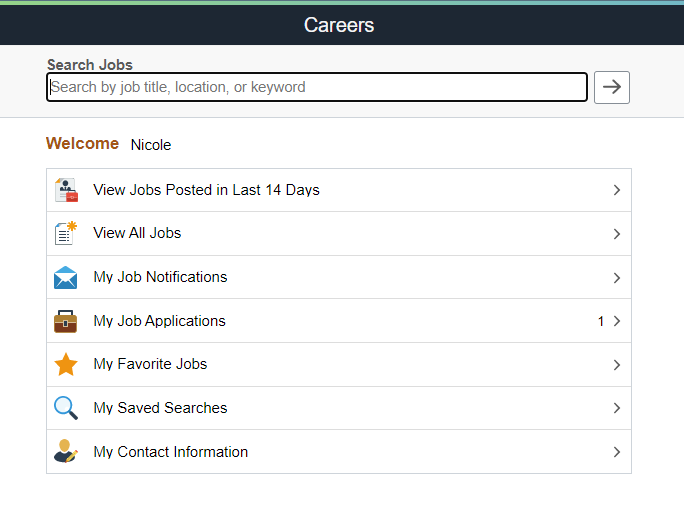 Careers
Search Jobs
Search by job title, location, or keyword
Welcome Nicole
View Jobs Posted in Last 14 Days
View All Jobs
My Job Notifications
My Job Applications 1
My Favorite Jobs
My Saved Searches
My Contact Information